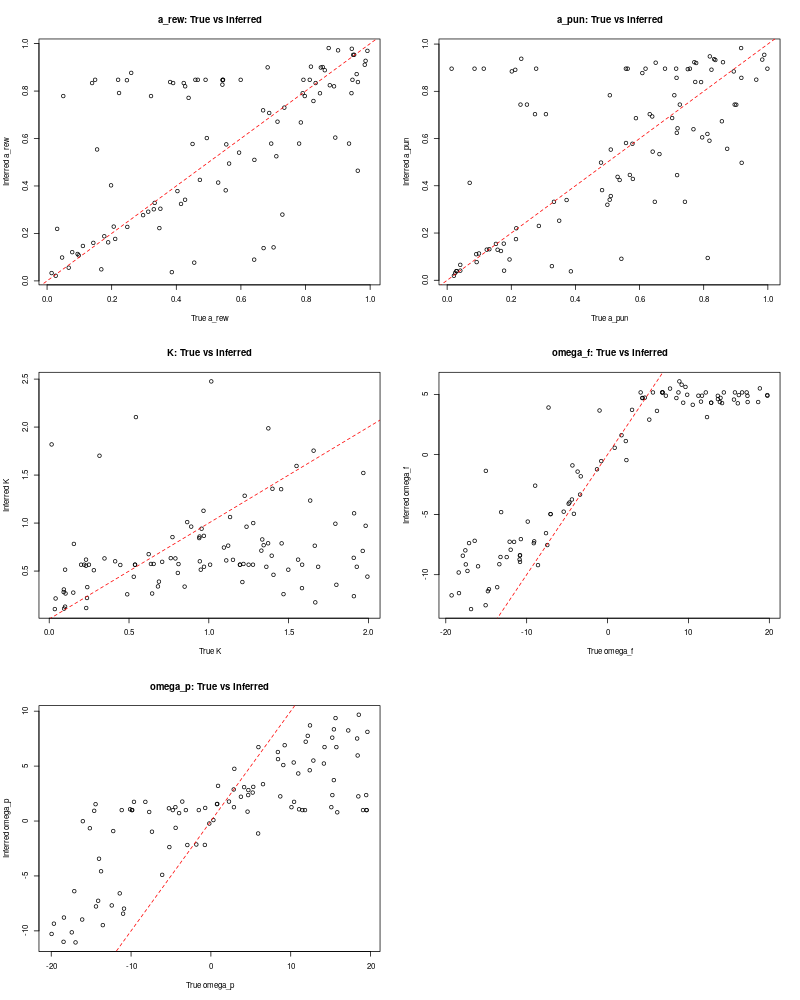 a_rew: True vs Inferred
Inferred a_rew
0.0 0.2 0.4 0.6 0.8 1.0
0.0 0.2 0.4 0.6 0.8 1.0
True a_rew
a_pun: True vs Inferred
Inferred a_pun
0.0 0.2 0.4 0.6 0.8 1.0
0.0 0.2 0.4 0.6 0.8 1.0
True a_pun
K: True vs Inferred
Inferred K
0.5 1.0 1.5 2.0 2.5
0.0 0.5 1.0 1.5 2.0
True K
omega_f: True vs Inferred
Inferred omega_f
-10 -5 0 5
-20 -10 0 10 20
True omega_f
omega_p: True vs Inferred
Inferred omega_p
-10 -5 0 5 10
-20 -10 0 10 20
True omega_p